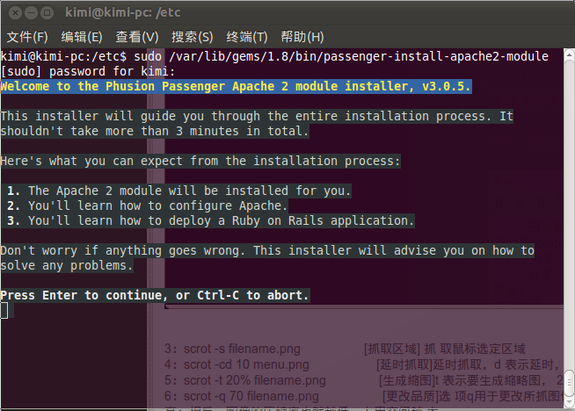 kimi@kimi-pc: /etc
文件(F) 编辑(E) 查看(V) 搜索(S) 终端(T) 帮助(H)
kimi@kimi-pc:/etc$ sudo /var/lib/gems/1.8/bin/passenger-install-apache2-module
[sudo] password for kimi:
Welcome to the Phusion Passenger Apache 2 module installer, v3.0.5.
This installer will guide you through the entire installation process. It
shouldn't take more than 3 minutes in total.
Here's what you can expect from the installation process:
1. The Apache 2 module will be installed for you.
2. You'll learn how to configure Apache.
3. You'll learn how to deploy a Ruby on Rails application.
Don't worry if anything goes wrong. This installer will advise you on how to
solve any problems.
Press Enter to continue, or Ctrl-C to abort.
3：scrot -s filename.png [抓取区域] 抓 取鼠标选定区域
4：scrot -cd 10 menu.png [延时抓取]延时抓取，d 表示延时，
5：scrot -t 20% filename.png [生成缩图]t 表示要生成缩略图， 2
6：scrot -q 70 filename.png [更改品质]选 项q用于更改所抓图